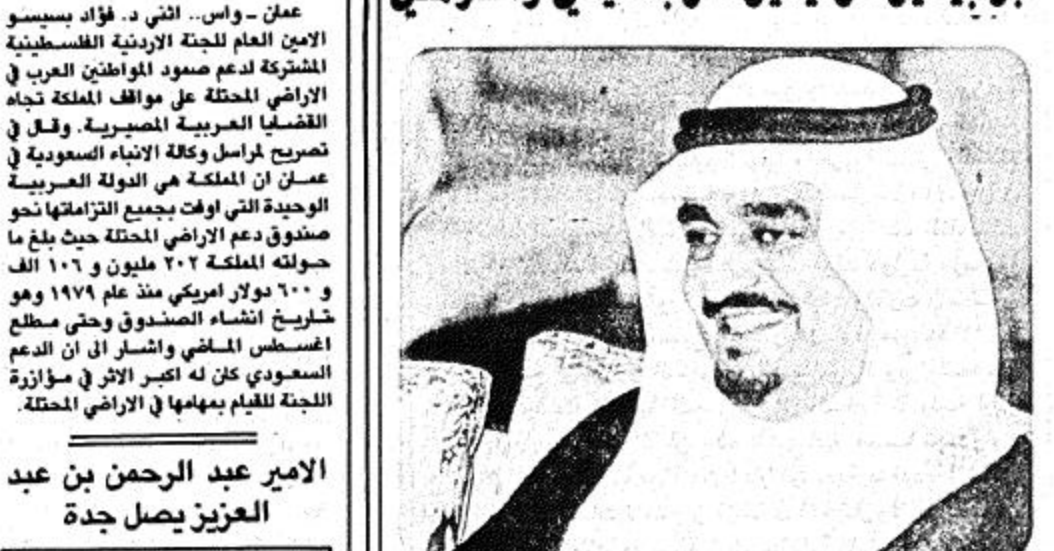 عمان ـ واس.. اثنى د. فؤاد بسيسو
الامين العام للجنة الاردنية الفلسطينية
المشتركة لدعم صمود المواطنين العرب في
الاراضي المحتلة على مواقف المملكة تجاه
القضايا العربية المصيرية. وقال في
تصريح لمراسل وكالة الانباء السعودية في
عمان ان المملكة هي الدولة العربية
الوحيدة التي اوفت بجميع التزاماتها نحو
صندوق دعم الاراضي المحتلة حيث بلغ ما
حولته المملكة ٢٠٢ مليون و ١٠٦ الف
و ٦٠٠ دولار امريكي منذ عام ١٩٧٩ وهو
تاريخ انشاء الصندوق وحتى مطلع
اغسطس الماضي واشار الى ان الدعم
السعودي كان له اكبر الاثر في مؤازرة
اللجنة للقيام بمهامها في الاراضي المحتلة.
الامير عبد الرحمن بن عبد
العزيز يصل جدة